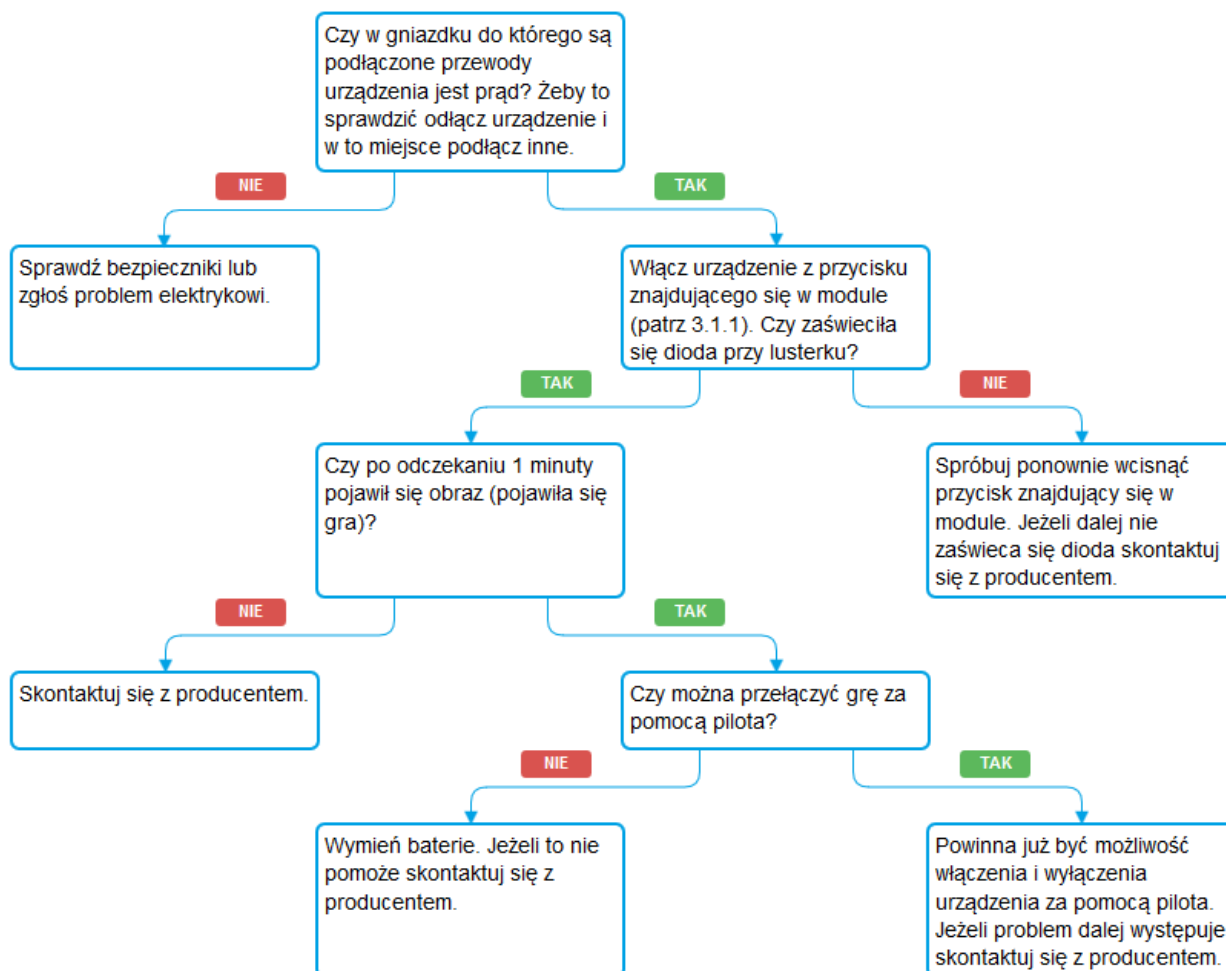 Czy w gniazdku do którego są
podłączone przewody
urządzenia jest prąd? Żeby to
sprawdzić odłącz urządzenie i
w to miejsce podłącz inne.
NIE
TAK
Sprawdź bezpieczniki lub
zgłoś problem elektrykowi.
Włącz urządzenie z przycisku
znajdującego się w module
(patrz 3.1.1). Czy zaświeciła
się dioda przy lusterku?
TAK
NIE
Czy po odczekaniu 1 minuty
pojawił się obraz (pojawiła się
gra)?
Spróbuj ponownie wcisnąć
przycisk znajdujący się w
module. Jeżeli dalej nie
zaświeca się dioda skontaktuj
się z producentem.
NIE
TAK
Skontaktuj się z producentem.
Czy można przełączyć grę za
pomocą pilota?
NIE
TAK
Wymień baterie. Jeżeli to nie
pomoże skontaktuj się z
producentem.
Powinna już być możliwość
włączenia i wyłączenia
urządzenia za pomocą pilota.
Jeżeli problem dalej występuje
skontaktuj się z producentem.